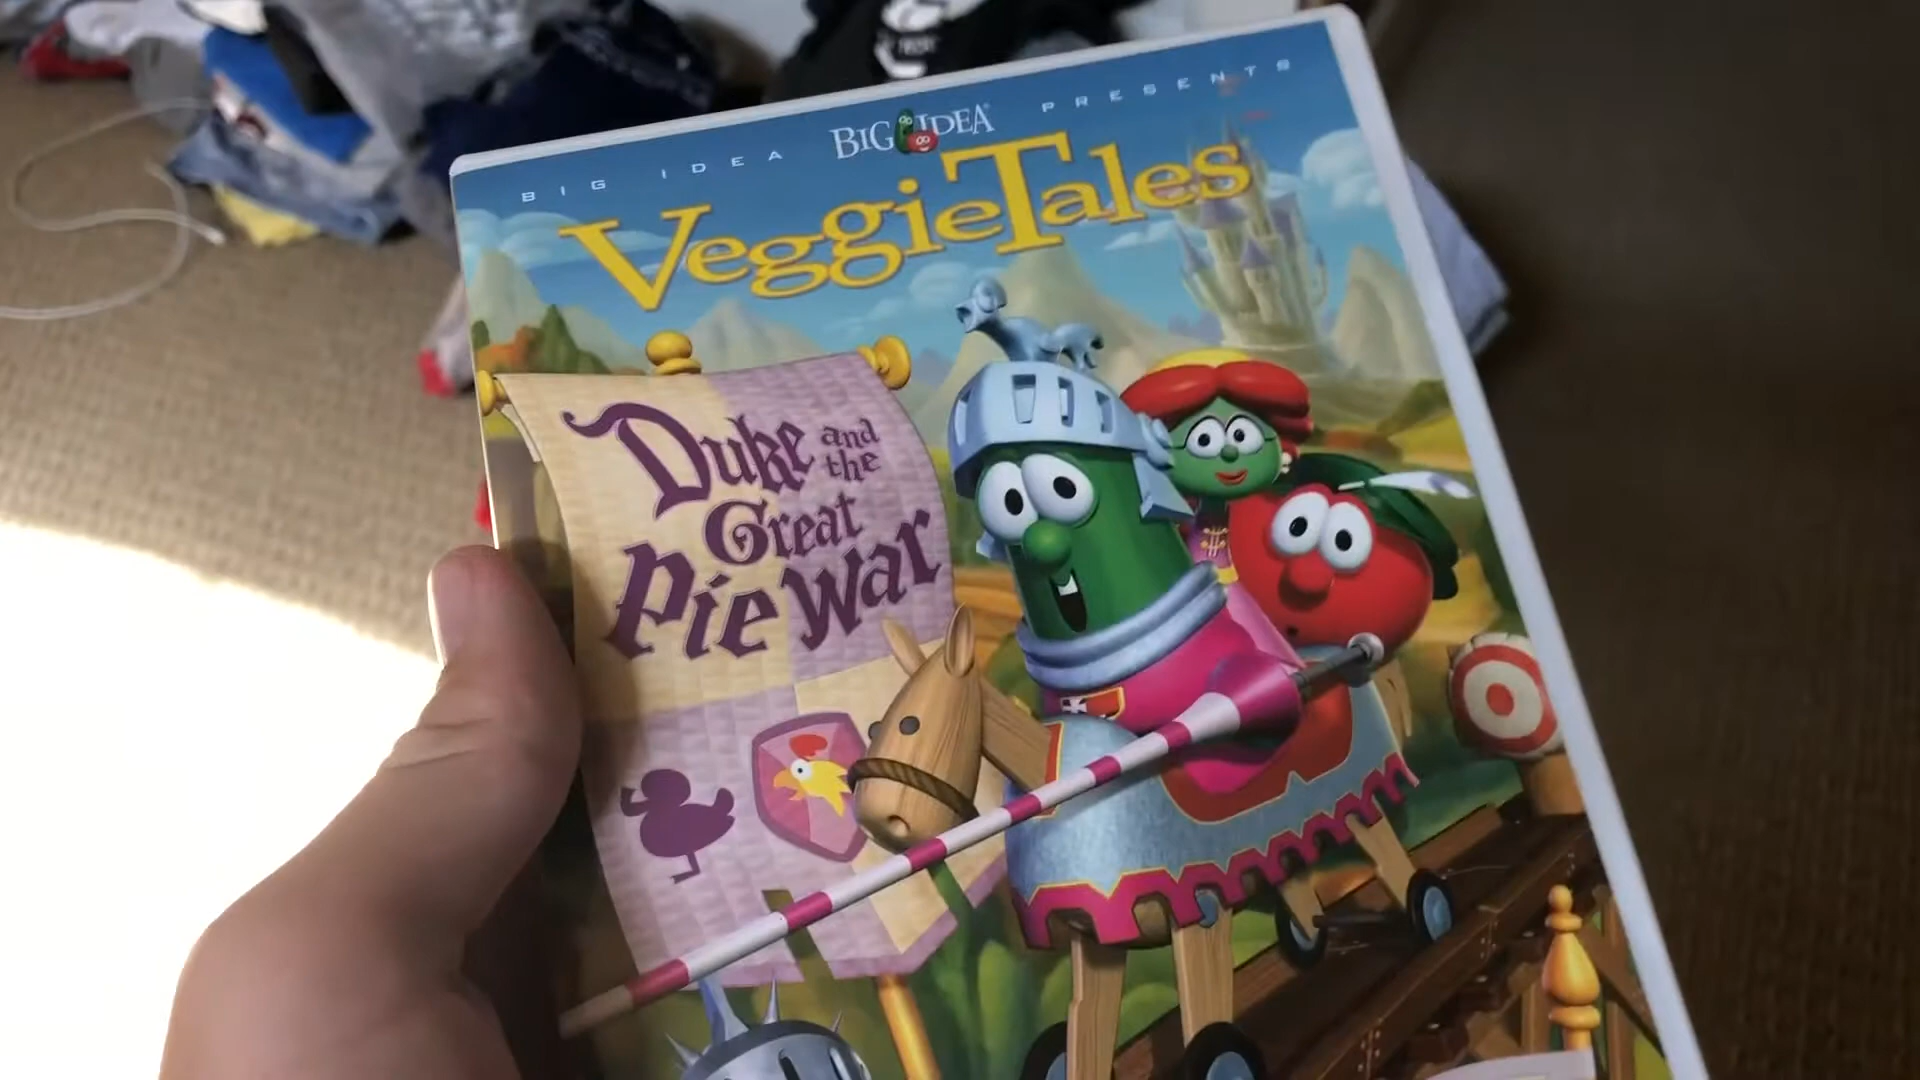 BIG IDEA BIG IDEA PRESENTS
VeggieTales
Duke and the
Great
Pie War